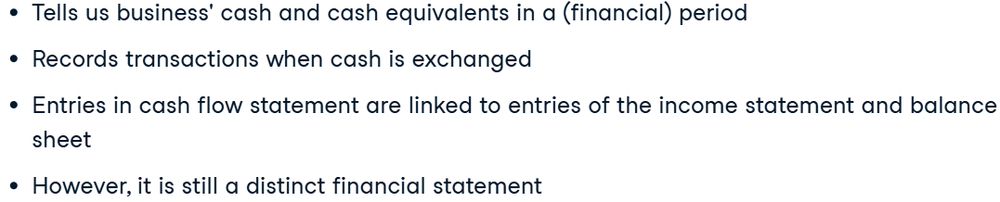 • Tells us business' cash and cash equivalents in a (financial) period
• Records transactions when cash is exchanged
• Entries in cash flow statement are linked to entries of the income statement and balance
sheet
• However, it is still a distinct financial statement